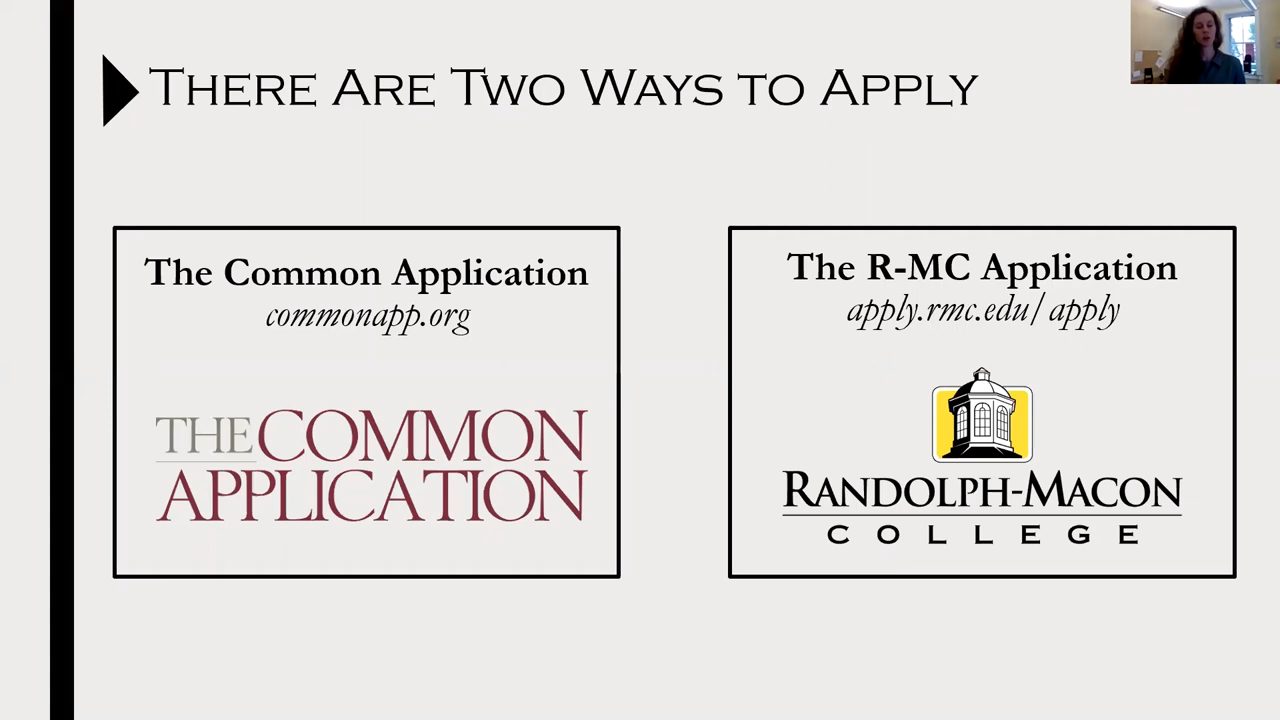 THERE ARE TWO WAYS TO APPLY
The Common Application
commonapp.org
THE COMMON
APPLICATION
The R-MC Application
apply.rmc.edu/apply
RANDOLPH-MACON
COLLEGE